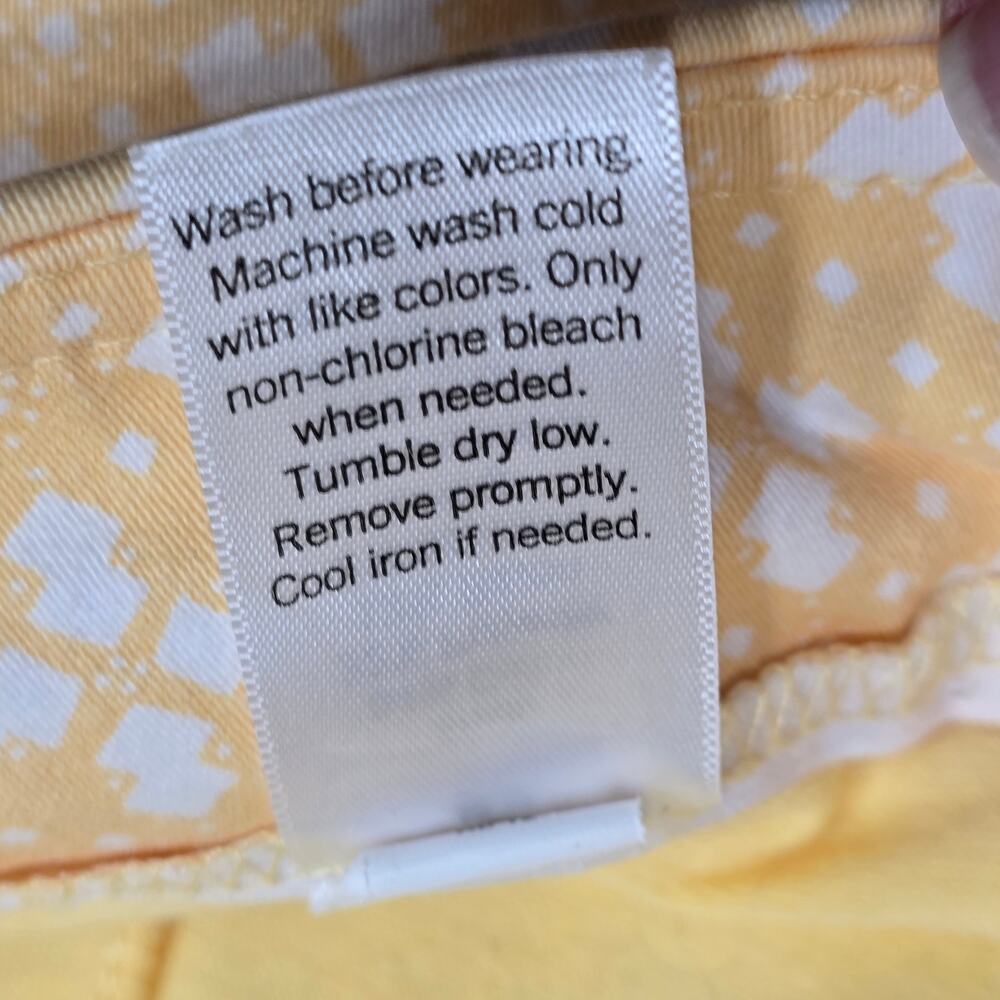 Wash before wearing.
Machine wash cold
with like colors. Only
non-chlorine bleach
when needed.
Tumble dry low.
Remove promptly.
Cool iron if needed.